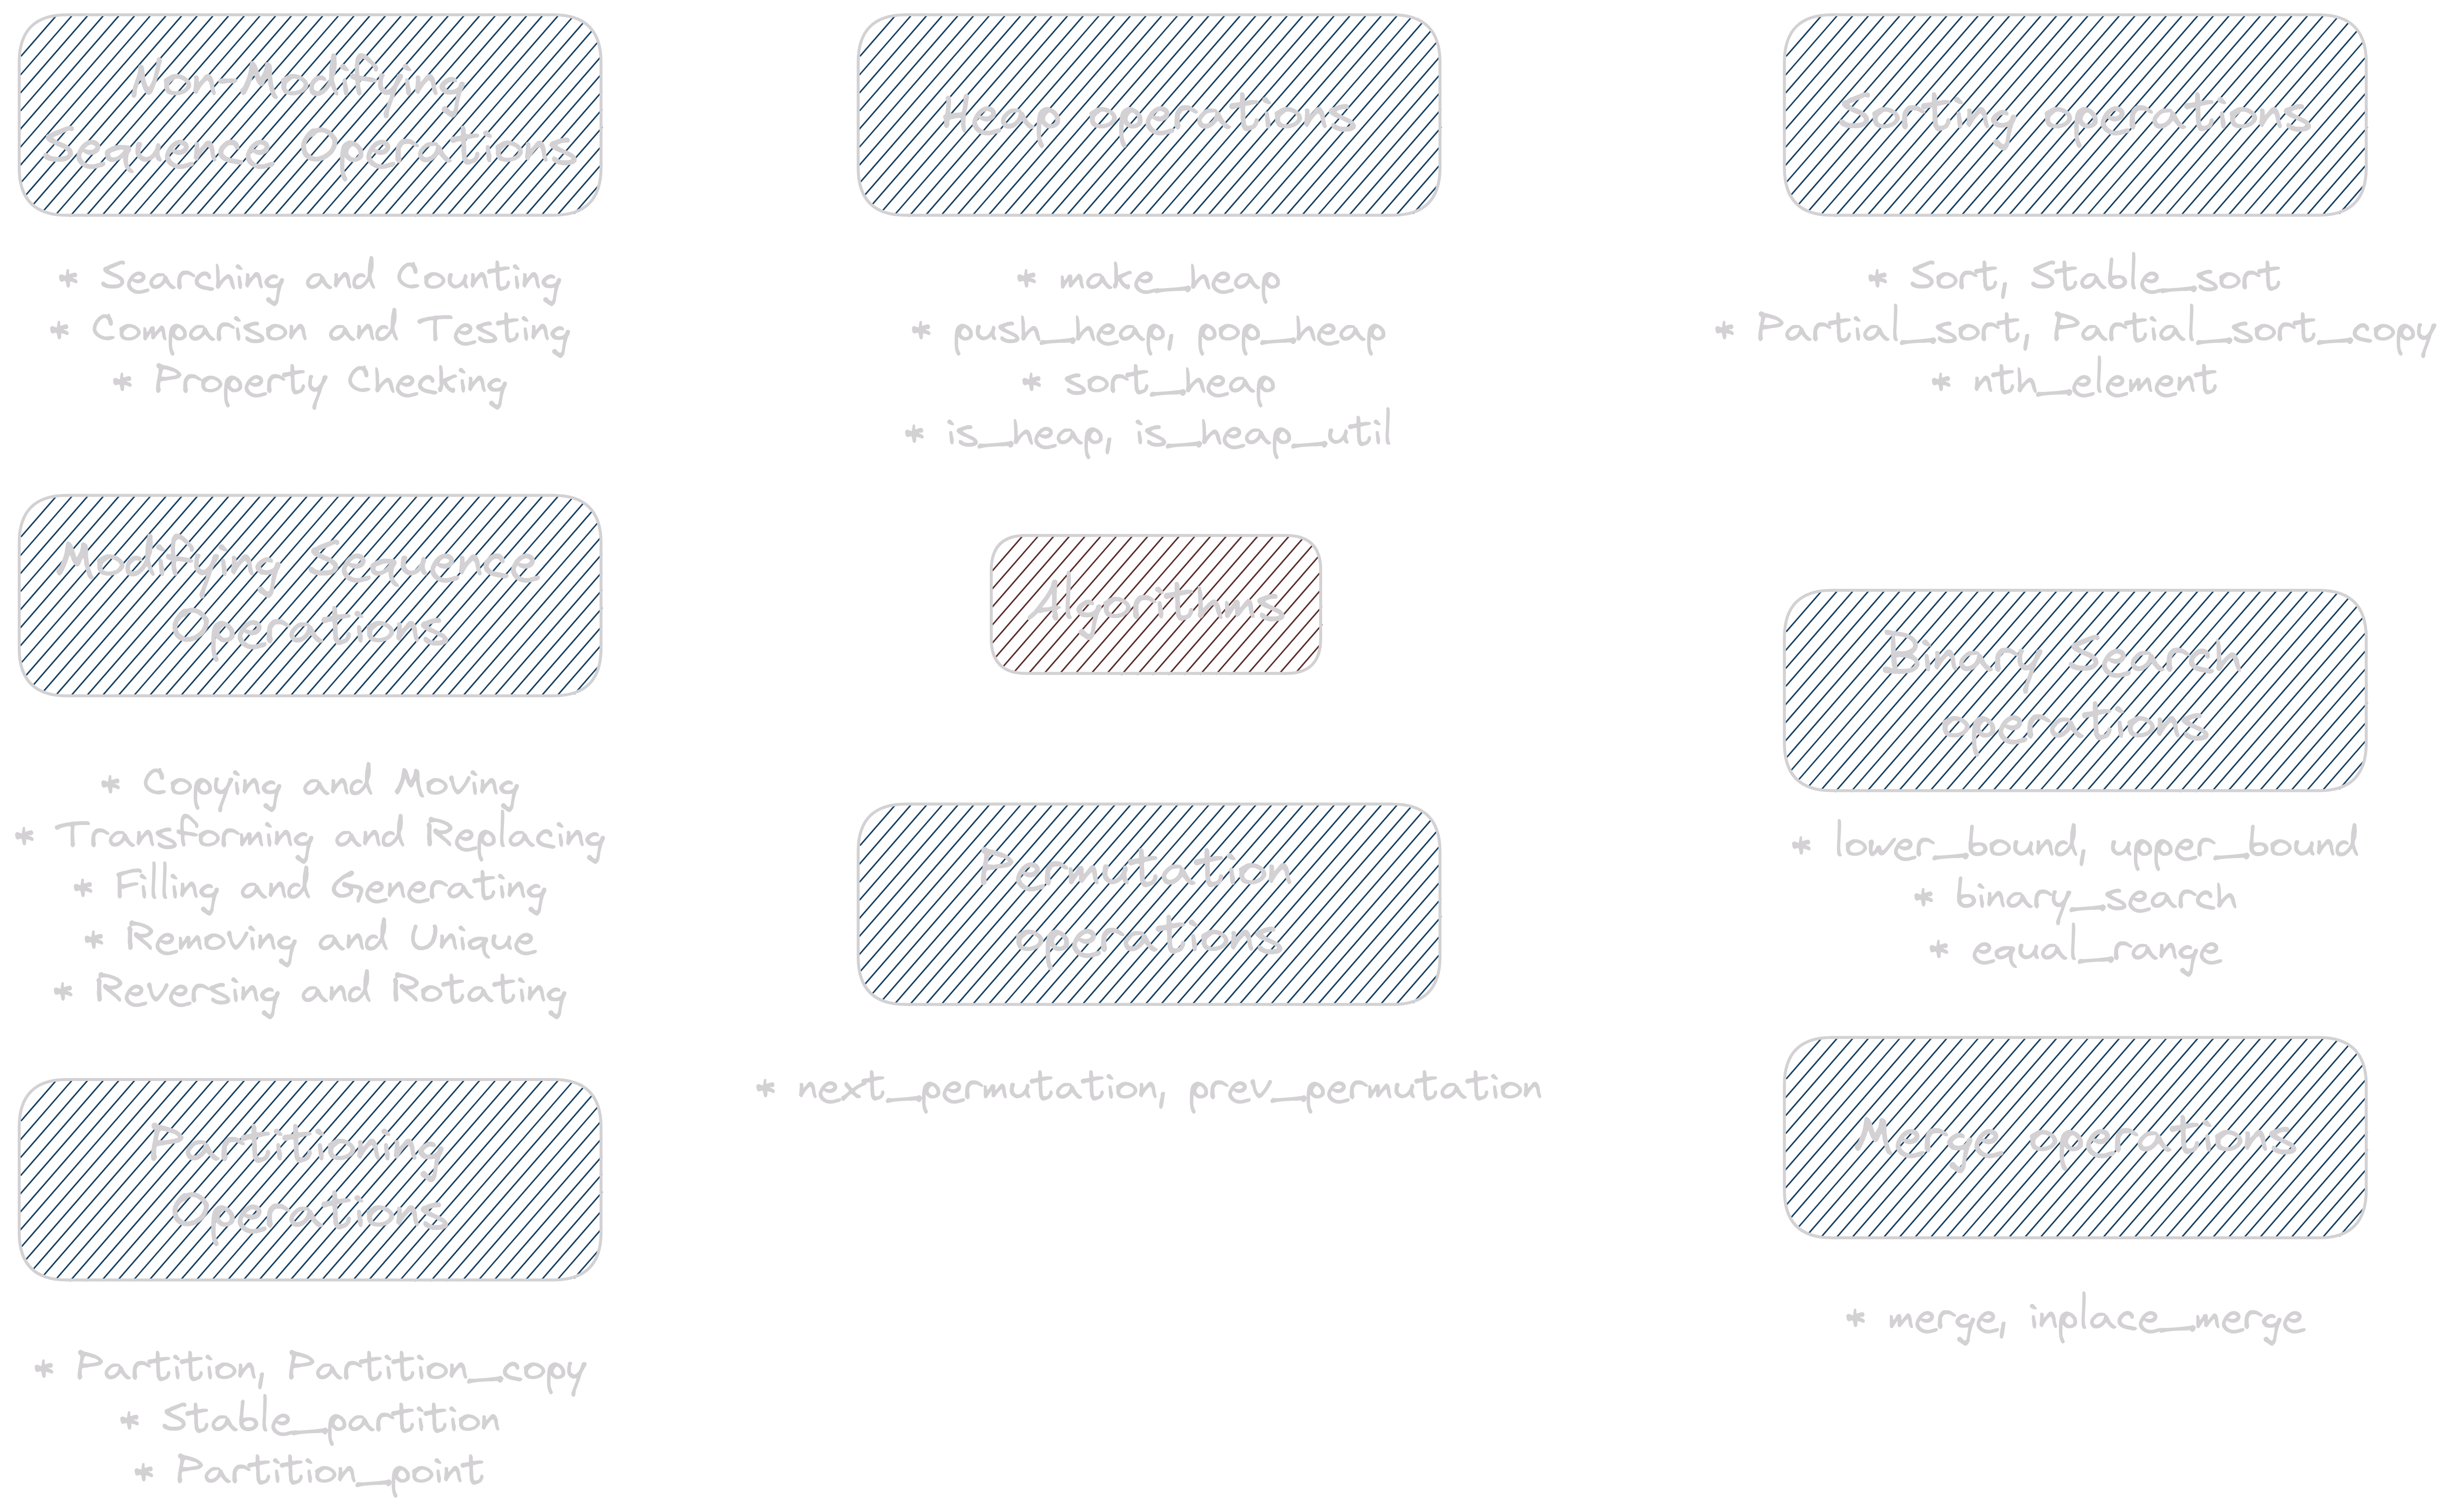 Non-Modifying
Sequence Operations
* Searching and Counting
* Comparison and Testing
* Property Checking
Modifying Sequence
Operations
* Copying and Moving
* Transforming and Replacing
* Filling and Generating
* Removing and Unique
* Reversing and Rotating
Partitioning
Operations
* Partition, Partition_copy
* Stable_partition
* Partition_point
Heap operations
* make_heap
* push_heap, pop_heap
* sort_heap
* is_heap, is_heap_util
Algorithms
Permutation
operations
* next_permutation, prev_permutation
Sorting operations
* Sort, Stable_sort
* Partial_sort, Partial_sort_copy
* nth_element
Binary Search
operations
* lower_bound, upper_bound
* binary_search
* equal_range
Merge operations
* merge, inplace_merge